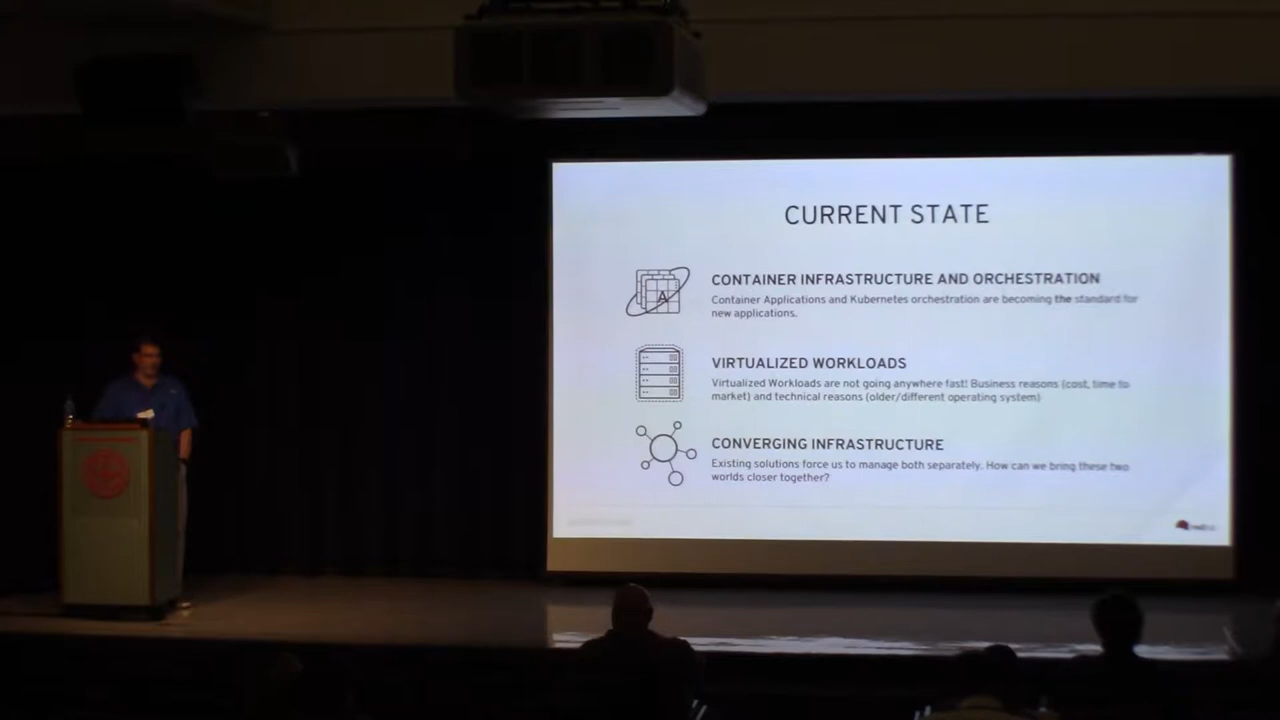 CURRENT STATE
CONTAINER INFRASTRUCTURE AND ORCHESTRATION
Container Applications and Kubernetes orchestration are becoming the standard for
new applications.
VIRTUALIZED WORKLOADS
Virtualized Workloads are not going anywhere fast! Business reasons (cost, time to
market) and technical reasons (older/different operating system)
CONVERGING INFRASTRUCTURE
Existing solutions force us to manage both separately. How can we bring these two
worlds closer together?